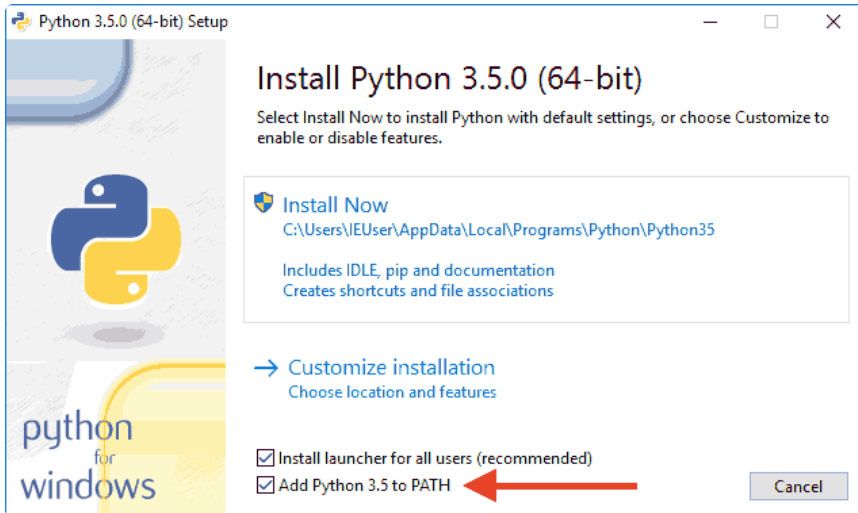 Python 3.5.0 (64-bit) Setup
Install Python 3.5.0 (64-bit)
Select Install Now to install Python with default settings, or choose Customize to
enable or disable features.
Install Now
C:\Users\IEUser\AppData\Local\Programs\Python\Python35
Includes IDLE, pip and documentation
Creates shortcuts and file associations
Customize installation
Choose location and features
python
for
windows
Install launcher for all users (recommended)
Add Python 3.5 to PATH
Cancel